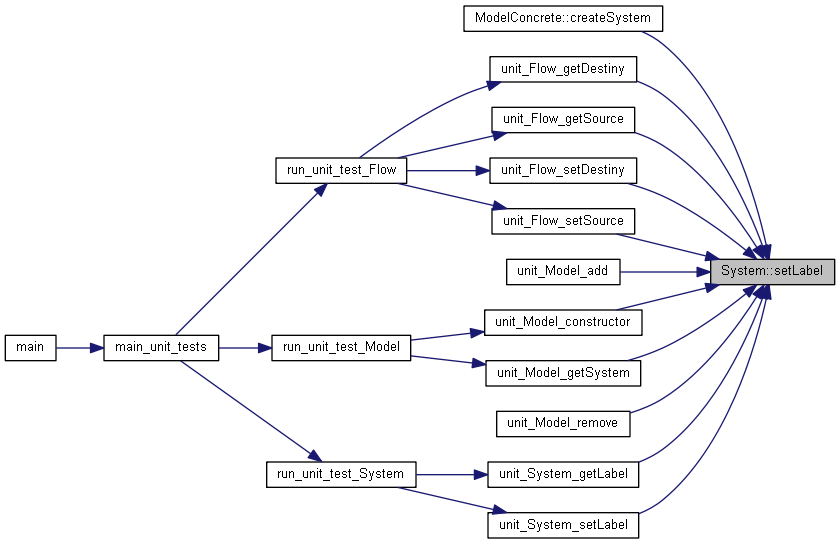 ModelConcrete::createSystem
unit_Flow_getDestiny
unit_Flow_getSource
run_unit_test_Flow
unit_Flow_setDestiny
unit_Flow_setSource
System::setLabel
unit_Model_add
unit_Model_constructor
main
main_unit_tests
run_unit_test_Model
unit_Model_getSystem
unit_Model_remove
run_unit_test_System
unit_System_getLabel
unit_System_setLabel